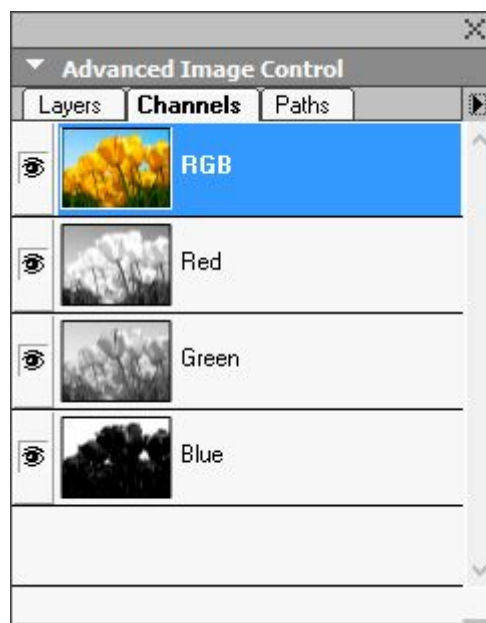 Advanced Image Control
Layers Channels Paths
RGB
Red
Green
Blue